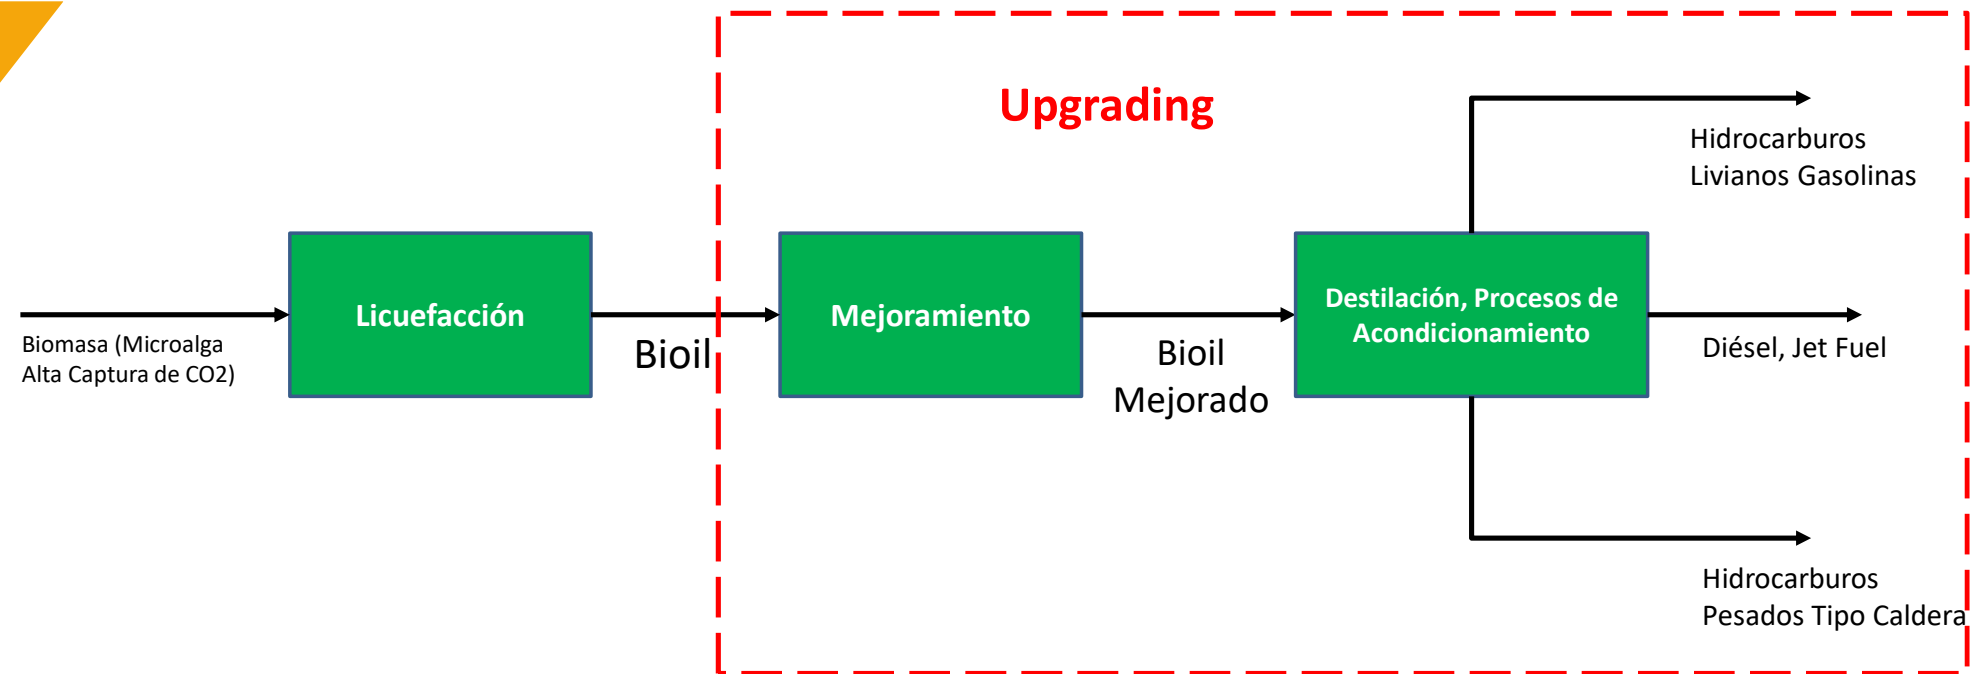 Upgrading
Hidrocarburos
Livianos Gasolinas
Licuefacción
Mejoramiento
Destilación, Procesos de
Acondicionamiento
Biomasa (Microalga
Alta Captura de CO2)
Bioil
Bioil
Mejorado
Diésel, Jet Fuel
Hidrocarburos
Pesados Tipo Caldera